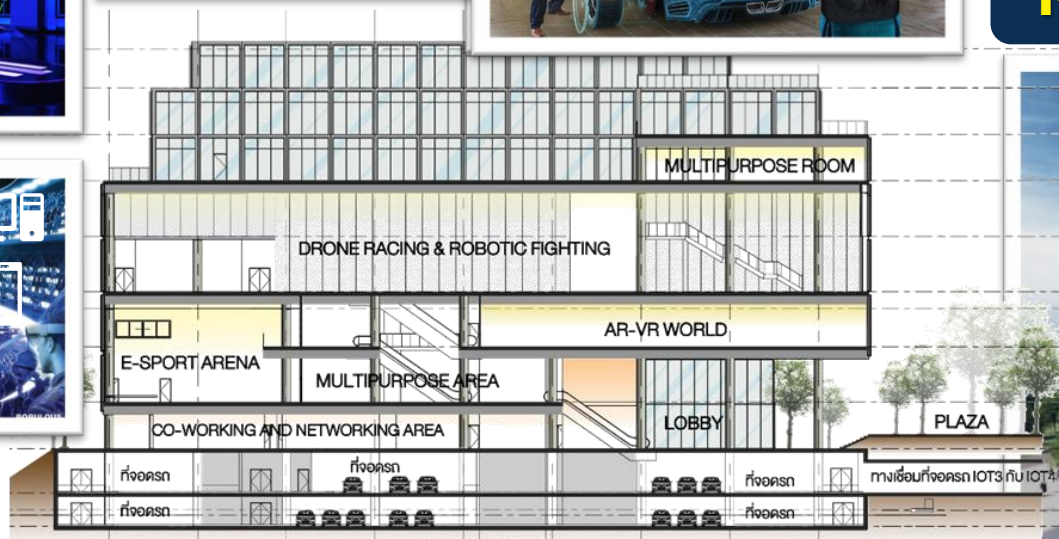 MULTIPURPOSE ROOM
DRONE RACING & ROBOTIC FIGHTING
AR-VR WORLD
E-SPORT ARENA
MULTIPURPOSE AREA
CO-WORKING AND NETWORKING AREA
LOBBY
PLAZA
ที่จอดรถ
ที่จอดรถ
ที่จอดรถ
ทางเชื่อมที่จอดรถ IOT3 กับ IOT4
ที่จอดรถ
ที่จอดรถ
POPULOUS